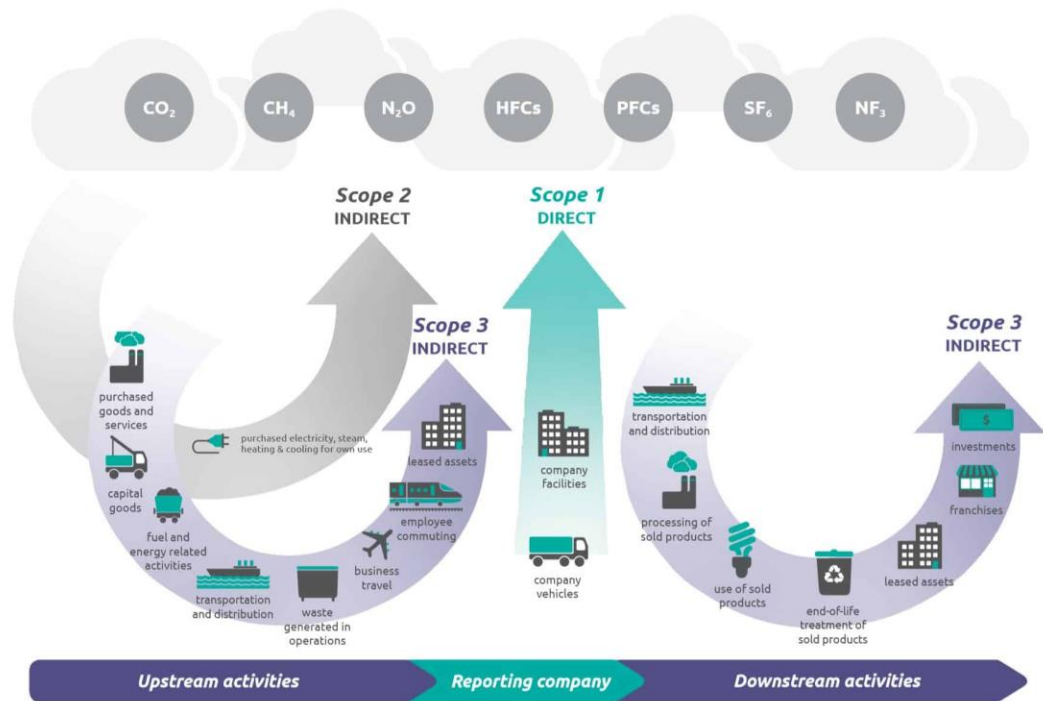 CO₂
CH₄
N₂O
HFCs
PFCs
SF₆
NF₃
Scope 2
INDIRECT
Scope 1
DIRECT
Scope 3
INDIRECT
Scope 3
INDIRECT
purchased
goods and
services
capital
goods
fuel and
energy related
activities
transportation
and distribution
waste
generated in
operations
business
travel
employee
commuting
leased assets
purchased electricity, steam,
heating & cooling for own use
company
facilities
company
vehicles
transportation
and distribution
processing of
sold products
use of sold
products
end-of-life
treatment of
sold products
leased assets
franchises
$
investments
Upstream activities
Reporting company
Downstream activities